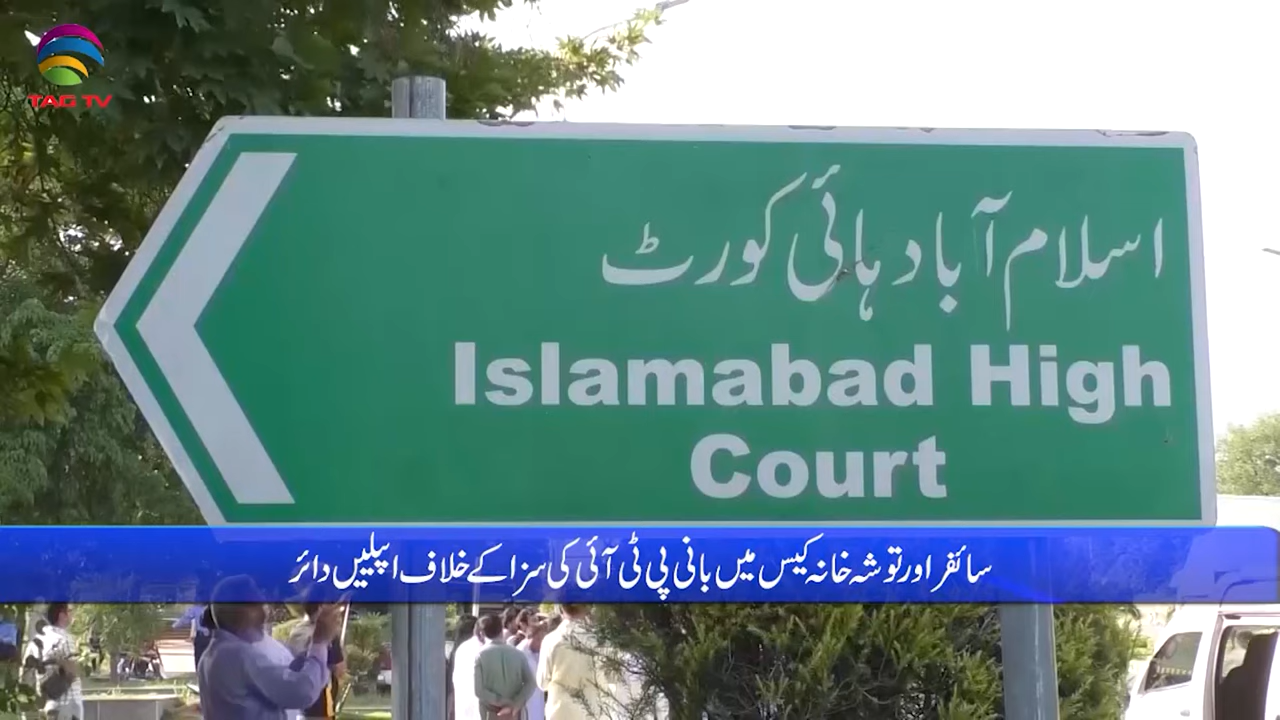 TAG TV
اسلام آباد ہائی کورٹ
Islamabad High
Court
سائفر اور توشہ خانہ کیس میں بانی پی ٹی آئی کی سزا کے خلاف اپیلیں دائر